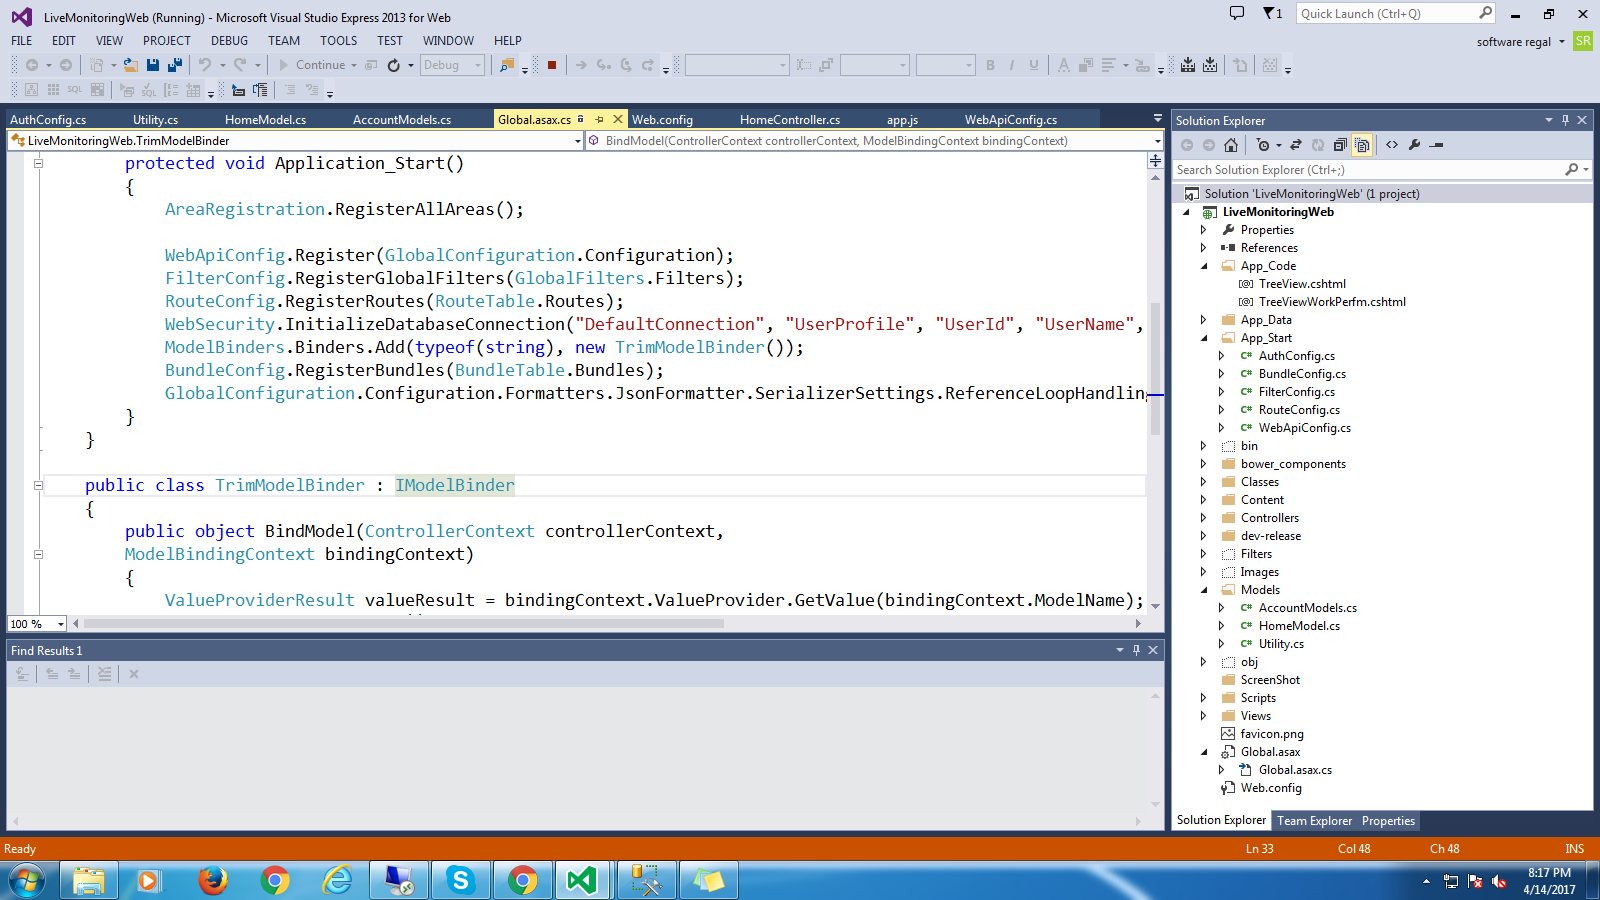 LiveMonitoringWeb (Running) - Microsoft Visual Studio Express 2013 for Web
1
Quick Launch (Ctrl+Q)
FILE EDIT VIEW PROJECT DEBUG TEAM TOOLS TEST WINDOW HELP
software regal SR
Continue Debug
SQL SQL
AuthConfig.cs Utility.cs HomeModel.cs AccountModels.cs Global.asax.cs Web.config HomeController.cs app.js WebApiConfig.cs
LiveMonitoringWeb.TrimModelBinder BindModel(ControllerContext controllerContext, ModelBindingContext bindingContext)
protected void Application_Start()
{
AreaRegistration.RegisterAllAreas();
WebApiConfig.Register(GlobalConfiguration.Configuration);
FilterConfig.RegisterGlobalFilters(GlobalFilters.Filters);
RouteConfig.RegisterRoutes(RouteTable.Routes);
WebSecurity.InitializeDatabaseConnection("DefaultConnection", "UserProfile", "UserId", "UserName",
ModelBinders.Binders.Add(typeof(string), new TrimModelBinder());
BundleConfig.RegisterBundles(BundleTable.Bundles);
GlobalConfiguration.Configuration.Formatters.JsonFormatter.SerializerSettings.ReferenceLoopHandling
}
}
public class TrimModelBinder : IModelBinder
{
public object BindModel(ControllerContext controllerContext,
ModelBindingContext bindingContext)
{
ValueProviderResult valueResult = bindingContext.ValueProvider.GetValue(bindingContext.ModelName);
100 %
Find Results 1
Solution Explorer
Search Solution Explorer (Ctrl+;)
Solution 'LiveMonitoringWeb' (1 project)
LiveMonitoringWeb
Properties
References
App_Code
TreeView.cshtml
TreeViewWorkPerfm.cshtml
App_Data
App_Start
C# AuthConfig.cs
C# BundleConfig.cs
C# FilterConfig.cs
C# RouteConfig.cs
C# WebApiConfig.cs
bin
bower_components
Classes
Content
Controllers
dev-release
Filters
Images
Models
C# AccountModels.cs
C# HomeModel.cs
C# Utility.cs
obj
ScreenShot
Scripts
Views
favicon.png
Global.asax
Global.asax.cs
Web.config
Solution Explorer Team Explorer Properties
Ready Ln 33 Col 48 Ch 48 INS
8:17 PM
4/14/2017